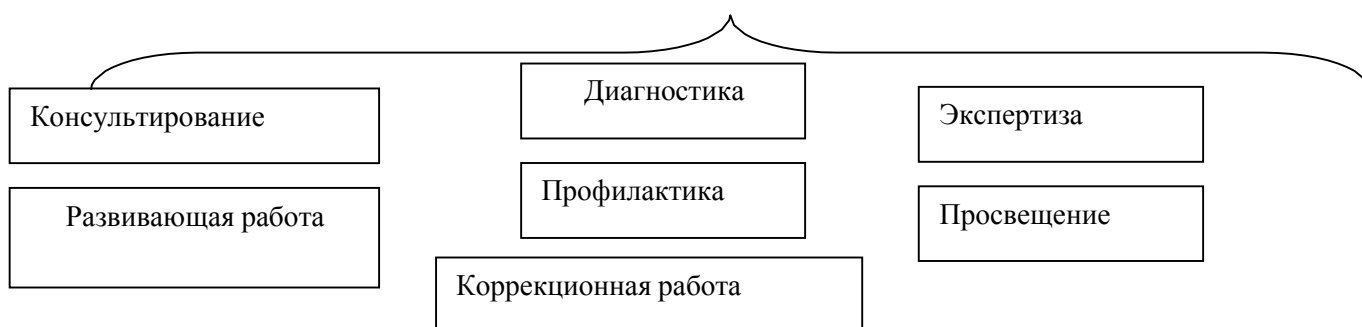 Консультирование
Диагностика
Экспертиза
Развивающая работа
Профилактика
Просвещение
Коррекционная работа